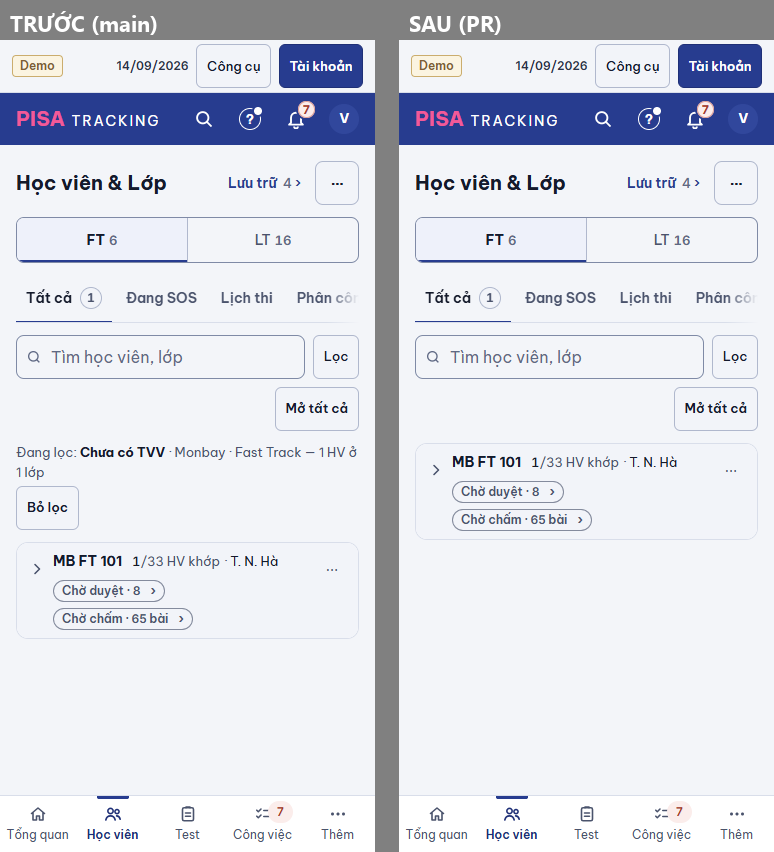 TRƯỚC (main)
Demo 14/09/2026 Công cụ Tài khoản
PISA TRACKING ? 7 V
Học viên & Lớp Lưu trữ 4 › ...
FT 6 LT 16
Tất cả 1 Đang SOS Lịch thi Phân côn
Tìm học viên, lớp Lọc
Mở tất cả
Đang lọc: Chưa có TVV · Monbay · Fast Track — 1 HV ở
1 lớp
Bỏ lọc
MB FT 101 1/33 HV khớp · T. N. Hà ...
Chờ duyệt · 8 ›
Chờ chấm · 65 bài ›
7
Tổng quan Học viên Test Công việc Thêm
SAU (PR)
Demo 14/09/2026 Công cụ Tài khoản
PISA TRACKING ? 7 V
Học viên & Lớp Lưu trữ 4 › ...
FT 6 LT 16
Tất cả 1 Đang SOS Lịch thi Phân côn
Tìm học viên, lớp Lọc
Mở tất cả
MB FT 101 1/33 HV khớp · T. N. Hà ...
Chờ duyệt · 8 ›
Chờ chấm · 65 bài ›
7
Tổng quan Học viên Test Công việc Thêm